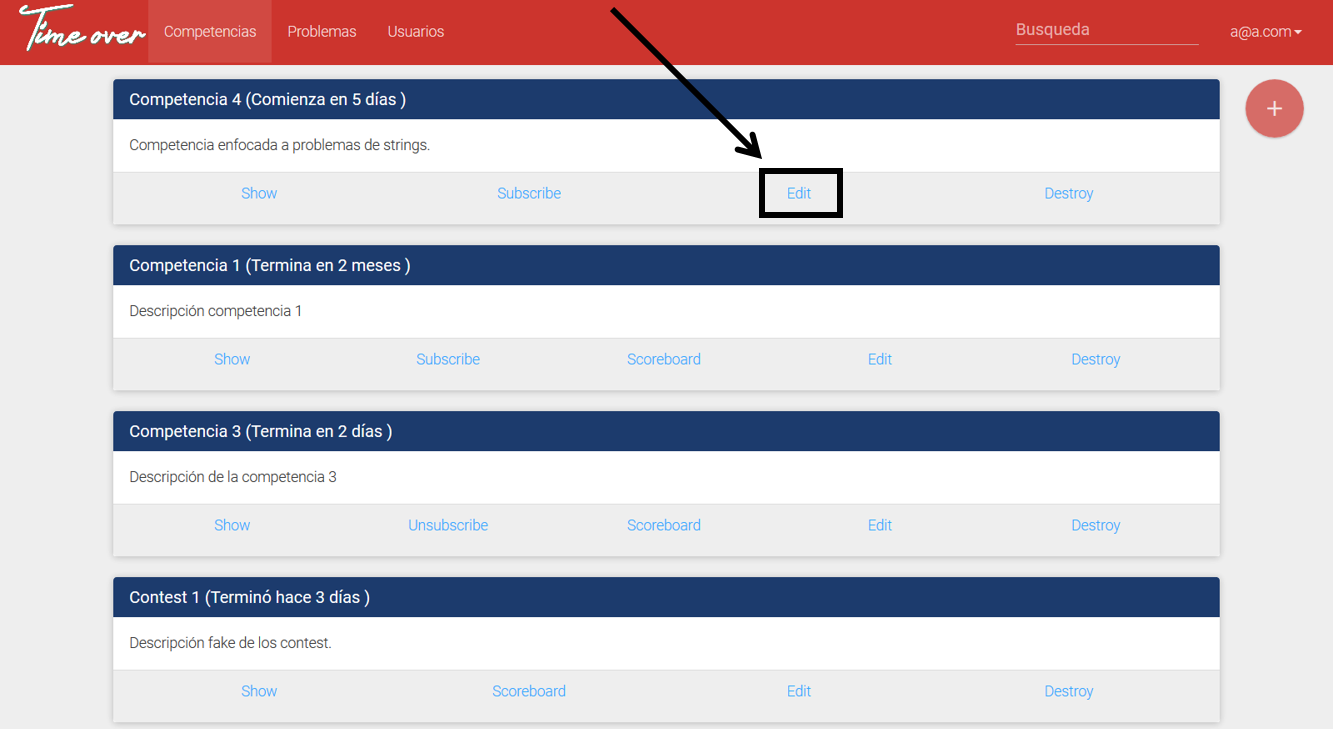 Time over Competencias Problemas Usuarios Busqueda a@a.com
Competencia 4 (Comienza en 5 días )
+
Competencia enfocada a problemas de strings.
Show Subscribe Edit Destroy
Competencia 1 (Termina en 2 meses )
Descripción competencia 1
Show Subscribe Scoreboard Edit Destroy
Competencia 3 (Termina en 2 días )
Descripción de la competencia 3
Show Unsubscribe Scoreboard Edit Destroy
Contest 1 (Terminó hace 3 días )
Descripción fake de los contest.
Show Scoreboard Edit Destroy